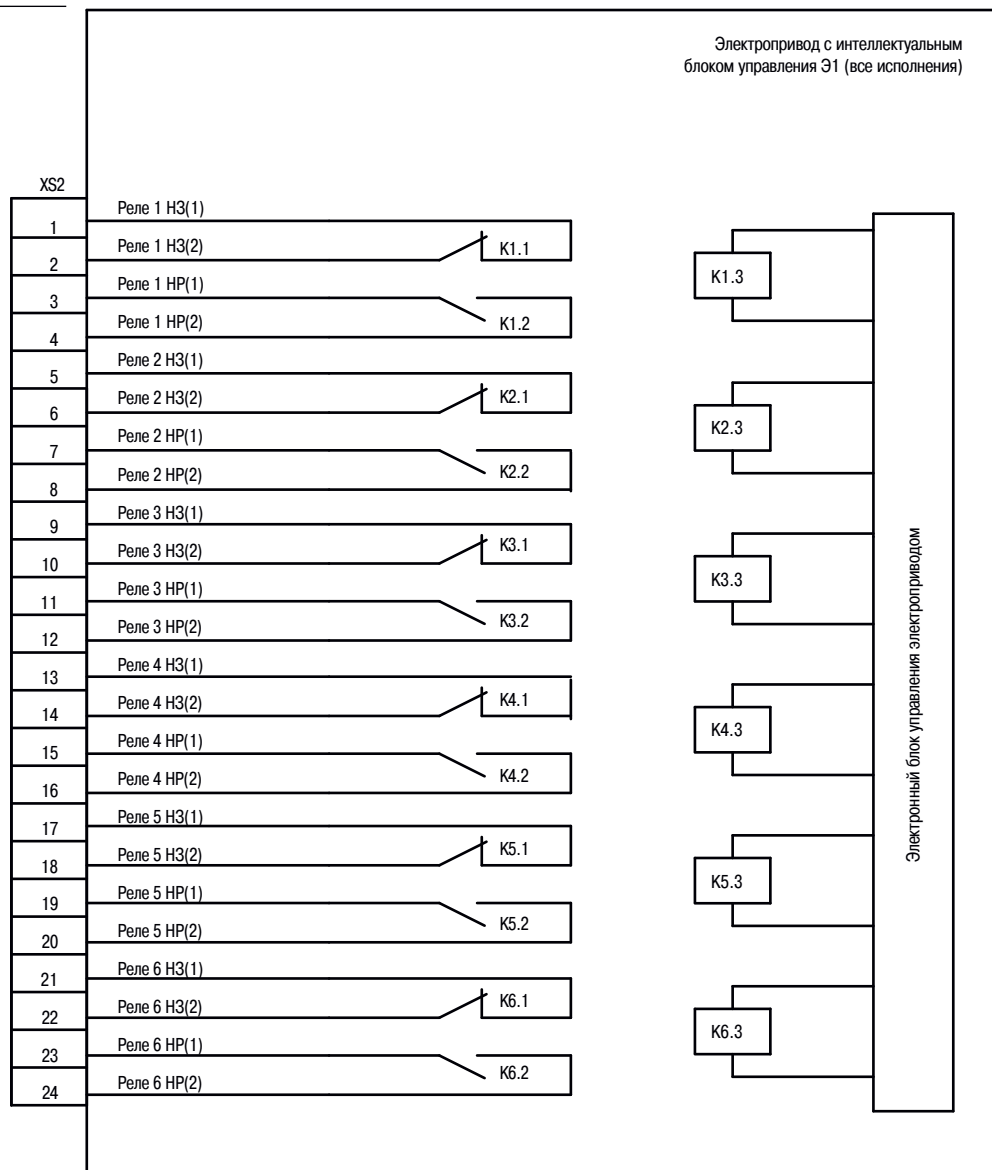 Электропривод с интеллектуальным
блоком управления Э1 (все исполнения)
XS2
1
Реле 1 НЗ(1)
2
Реле 1 НЗ(2)
K1.1
3
Реле 1 НР(1)
4
Реле 1 НР(2)
K1.2
K1.3
5
Реле 2 НЗ(1)
6
Реле 2 НЗ(2)
K2.1
7
Реле 2 НР(1)
8
Реле 2 НР(2)
K2.2
K2.3
9
Реле 3 НЗ(1)
10
Реле 3 НЗ(2)
K3.1
11
Реле 3 НР(1)
12
Реле 3 НР(2)
K3.2
K3.3
13
Реле 4 НЗ(1)
14
Реле 4 НЗ(2)
K4.1
15
Реле 4 НР(1)
16
Реле 4 НР(2)
K4.2
K4.3
17
Реле 5 НЗ(1)
18
Реле 5 НЗ(2)
K5.1
19
Реле 5 НР(1)
20
Реле 5 НР(2)
K5.2
K5.3
21
Реле 6 НЗ(1)
22
Реле 6 НЗ(2)
K6.1
23
Реле 6 НР(1)
24
Реле 6 НР(2)
K6.2
K6.3
Электронный блок управления электроприводом